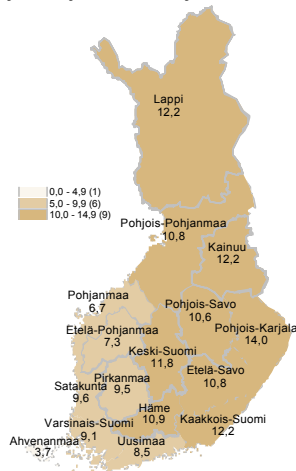 Lappi
12,2
0,0 - 4,9 (1)
5,0 - 9,9 (6)
10,0 - 14,9 (9)
Pohjois-Pohjanmaa
10,8
Kainuu
12,2
Pohjanmaa
6,7
Pohjois-Savo
10,6
Etelä-Pohjanmaa
7,3
Pohjois-Karjala
14,0
Keski-Suomi
11,8
Etelä-Savo
10,8
Pirkanmaa
9,5
Satakunta
9,6
Häme
10,9
Kaakkois-Suomi
12,2
Varsinais-Suomi
9,1
Uusimaa
8,5
Ahvenanmaa
3,7